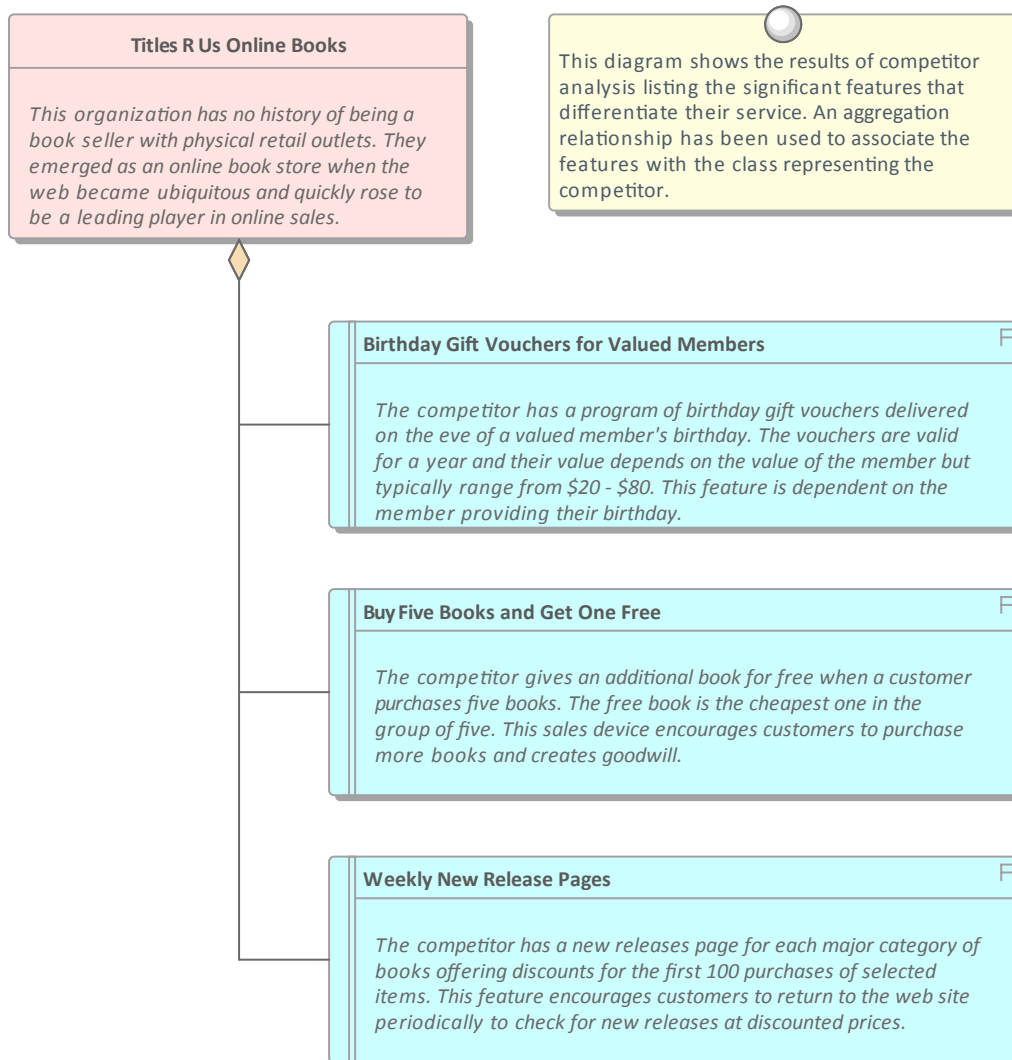 Titles R Us Online Books
This organization has no history of being a
book seller with physical retail outlets. They
emerged as an online book store when the
web became ubiquitous and quickly rose to
be a leading player in online sales.
This diagram shows the results of competitor
analysis listing the significant features that
differentiate their service. An aggregation
relationship has been used to associate the
features with the class representing the
competitor.
Birthday Gift Vouchers for Valued Members
The competitor has a program of birthday gift vouchers delivered
on the eve of a valued member's birthday. The vouchers are valid
for a year and their value depends on the value of the member but
typically range from $20 - $80. This feature is dependent on the
member providing their birthday.
Buy Five Books and Get One Free
The competitor gives an additional book for free when a customer
purchases five books. The free book is the cheapest one in the
group of five. This sales device encourages customers to purchase
more books and creates goodwill.
Weekly New Release Pages
The competitor has a new releases page for each major category of
books offering discounts for the first 100 purchases of selected
items. This feature encourages customers to return to the web site
periodically to check for new releases at discounted prices.